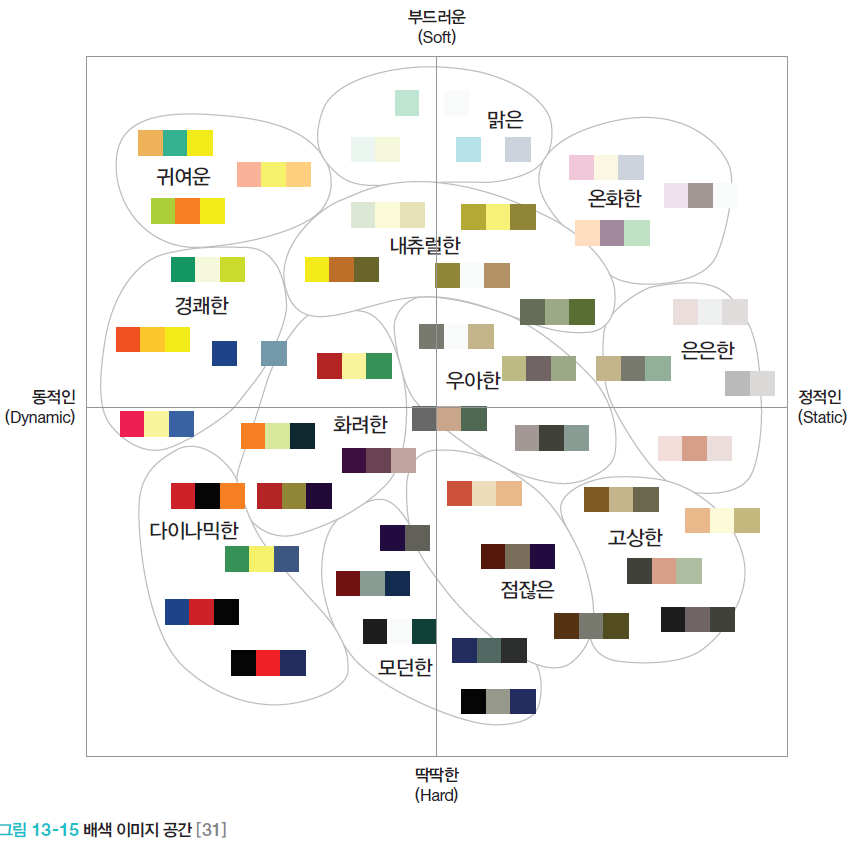 부드러운
(Soft)
맑은
귀여운
온화한
내츄럴한
경쾌한
은은한
우아한
동적인
(Dynamic)
정적인
(Static)
화려한
다이나믹한
고상한
점잖은
모던한
딱딱한
(Hard)
그림 13-15 배색 이미지 공간 [31]